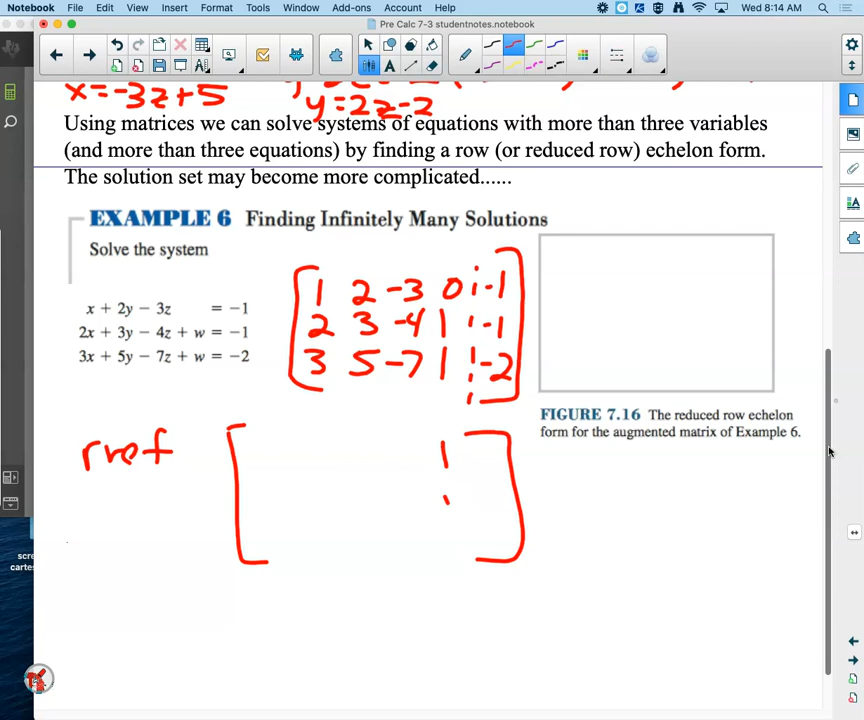 Notebook File Edit View Insert Format Tools Window Add-ons Account Help Wed 8:14 AM
Pre Calc 7-3 studentnotes.notebook
x = -3z + 5
y = 2z - 2
Using matrices we can solve systems of equations with more than three variables
(and more than three equations) by finding a row (or reduced row) echelon form.
The solution set may become more complicated......
EXAMPLE 6 Finding Infinitely Many Solutions
Solve the system
x + 2y − 3z = −1
2x + 3y − 4z + w = −1
3x + 5y − 7z + w = −2
1 2 -3 0 -1
2 3 -4 1 -1
3 5 -7 1 -2
FIGURE 7.16 The reduced row echelon
form for the augmented matrix of Example 6.
rref
scre
cartes